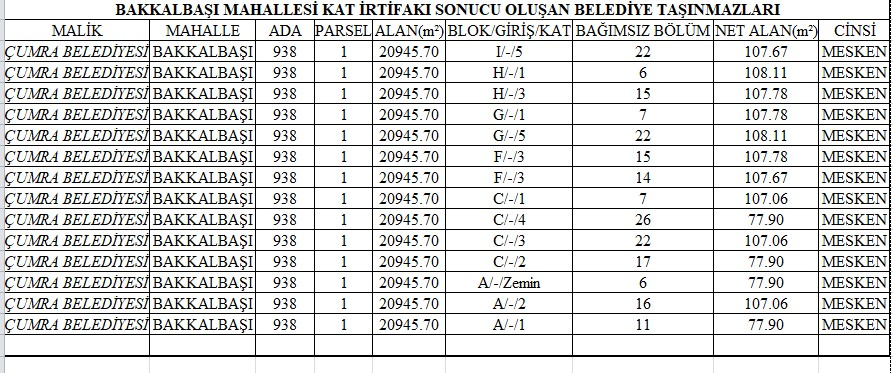 BAKKALBAŞI MAHALLESİ KAT İRTİFAKI SONUCU OLUŞAN BELEDİYE TAŞINMAZLARI
MALİK MAHALLE ADA PARSEL ALAN(m²) BLOK/GİRİŞ/KAT BAĞIMSIZ BÖLÜM NET ALAN(m²) CİNSİ
ÇUMRA BELEDİYESİ BAKKALBAŞI 938 1 20945.70 I/-/5 22 107.67 MESKEN
ÇUMRA BELEDİYESİ BAKKALBAŞI 938 1 20945.70 H/-/1 6 108.11 MESKEN
ÇUMRA BELEDİYESİ BAKKALBAŞI 938 1 20945.70 H/-/3 15 107.78 MESKEN
ÇUMRA BELEDİYESİ BAKKALBAŞI 938 1 20945.70 G/-/1 7 107.78 MESKEN
ÇUMRA BELEDİYESİ BAKKALBAŞI 938 1 20945.70 G/-/5 22 108.11 MESKEN
ÇUMRA BELEDİYESİ BAKKALBAŞI 938 1 20945.70 F/-/3 15 107.78 MESKEN
ÇUMRA BELEDİYESİ BAKKALBAŞI 938 1 20945.70 F/-/3 14 107.67 MESKEN
ÇUMRA BELEDİYESİ BAKKALBAŞI 938 1 20945.70 C/-/1 7 107.06 MESKEN
ÇUMRA BELEDİYESİ BAKKALBAŞI 938 1 20945.70 C/-/4 26 77.90 MESKEN
ÇUMRA BELEDİYESİ BAKKALBAŞI 938 1 20945.70 C/-/3 22 107.06 MESKEN
ÇUMRA BELEDİYESİ BAKKALBAŞI 938 1 20945.70 C/-/2 17 77.90 MESKEN
ÇUMRA BELEDİYESİ BAKKALBAŞI 938 1 20945.70 A/-/Zemin 6 77.90 MESKEN
ÇUMRA BELEDİYESİ BAKKALBAŞI 938 1 20945.70 A/-/2 16 107.06 MESKEN
ÇUMRA BELEDİYESİ BAKKALBAŞI 938 1 20945.70 A/-/1 11 77.90 MESKEN